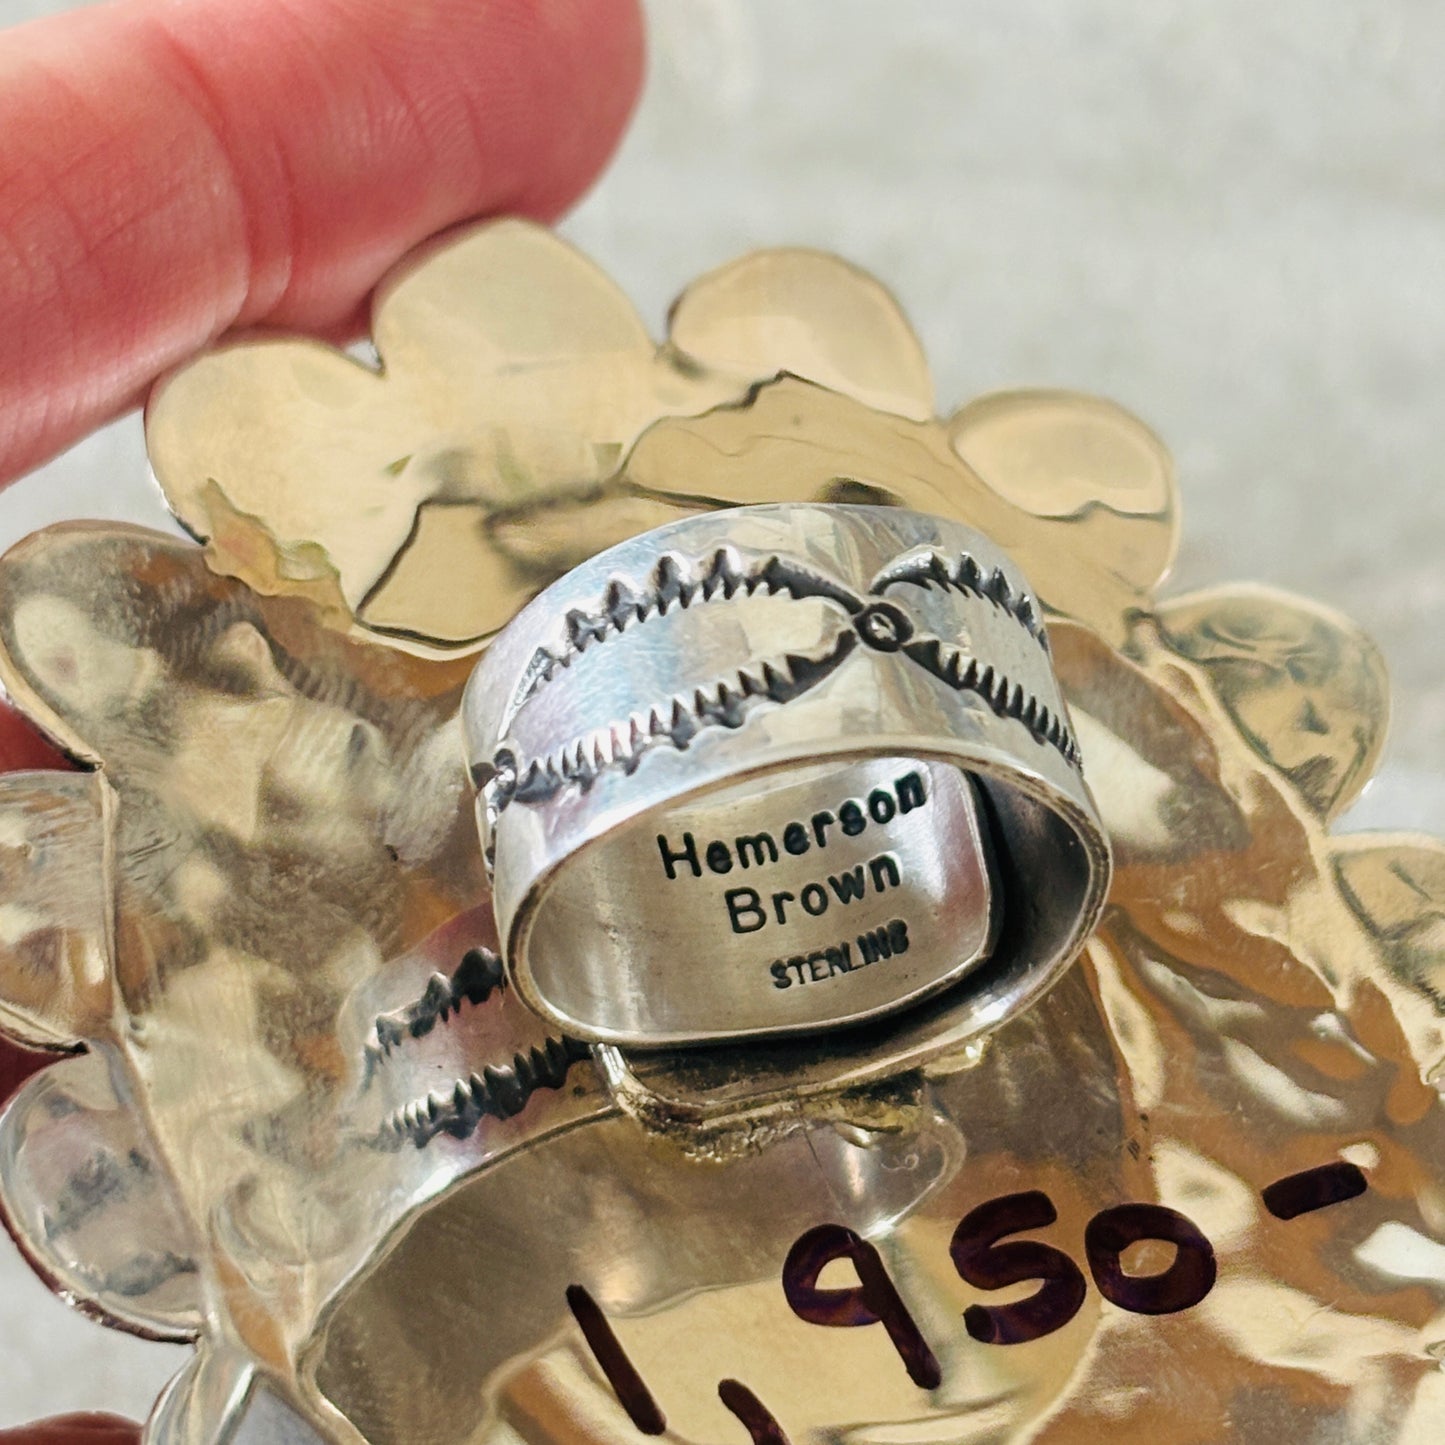 Hemerson
Brown
STERLING
1,950-